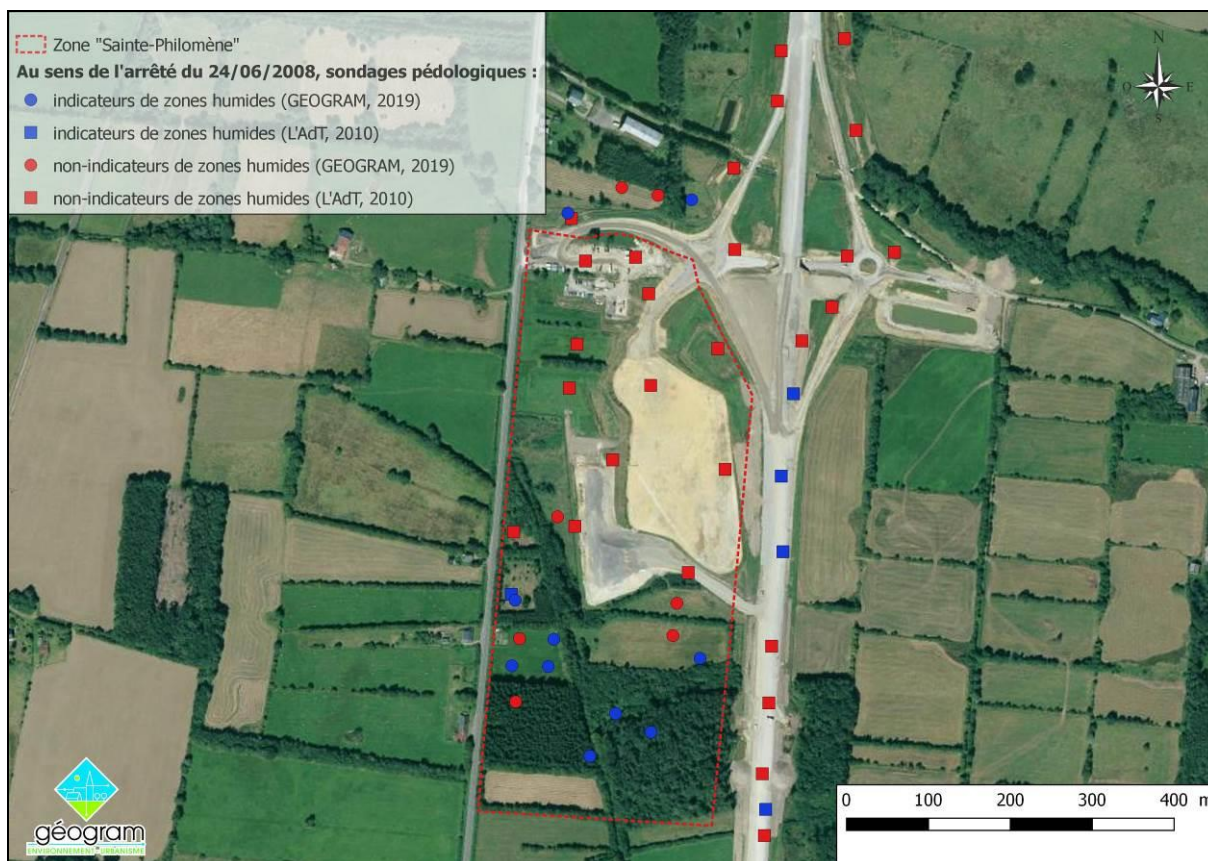 Zone "Sainte-Philomène"
Au sens de l'arrêté du 24/06/2008, sondages pédologiques :
indicateurs de zones humides (GEOGRAM, 2019)
indicateurs de zones humides (L'AdT, 2010)
non-indicateurs de zones humides (GEOGRAM, 2019)
non-indicateurs de zones humides (L'AdT, 2010)
N
O E
S
géogram
ENVIRONNEMENT URBANISME
0 100 200 300 400 m